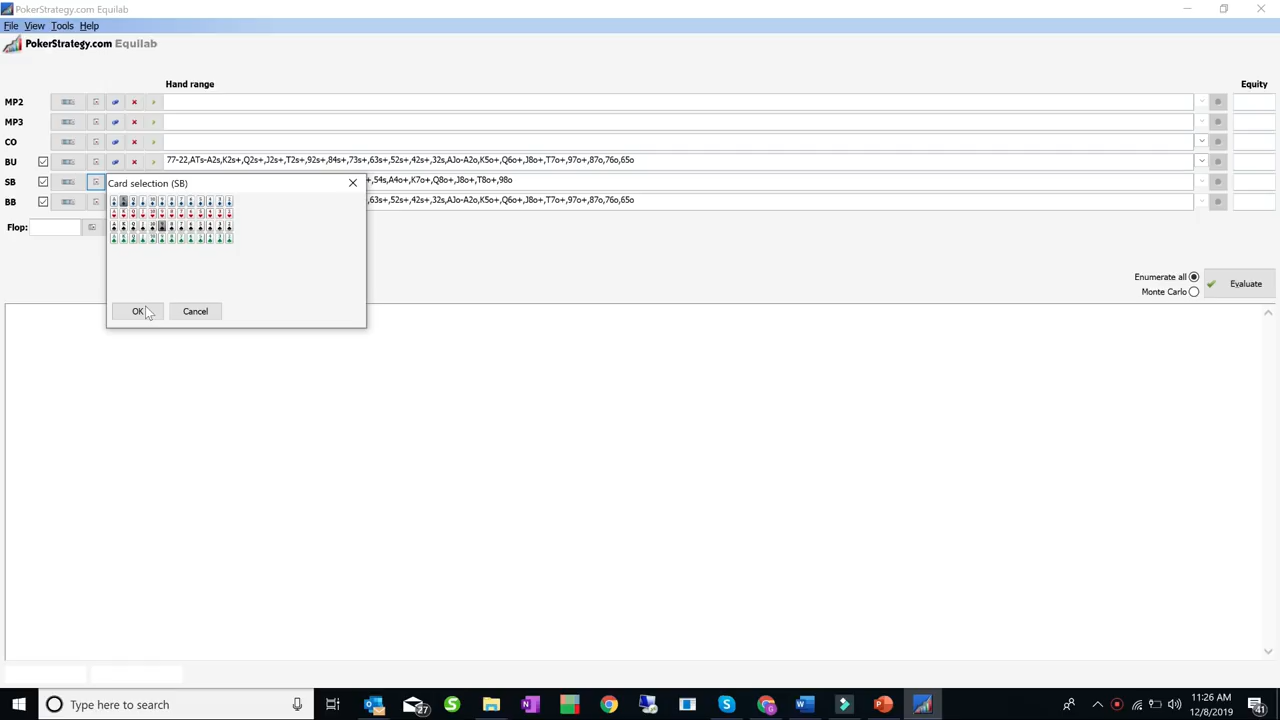 PokerStrategy.com Equilab
File View Tools Help
PokerStrategy.com Equilab
Hand range Equity
MP2
MP3
CO
BU 77-22,ATs-A2s,K2s+,Q2s+,J2s+,T2s+,92s+,84s+,73s+,63s+,52s+,42s+,32s,AJo-A2o,K5o+,Q6o+,J8o+,T7o+,97o+,87o,76o,65o
Card selection (SB)
SB ,54s,A4o+,K7o+,Q8o+,J8o+,T8o+,98o
BB ,63s+,52s+,42s+,32s,AJo-A2o,K5o+,Q6o+,J8o+,T7o+,97o+,87o,76o,65o
Flop:
Enumerate all
Monte Carlo
Evaluate
OK Cancel
Type here to search
27
11:26 AM
12/8/2019
41